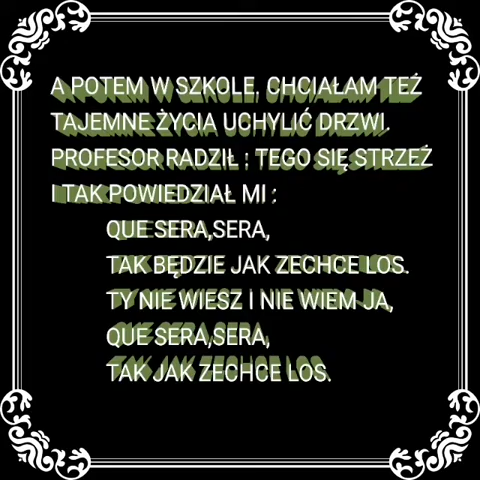 A POTEM W SZKOLE. CHCIAŁAM TEŻ
TAJEMNE ŻYCIA UCHYLIĆ DRZWI.
PROFESOR RADZIŁ : TEGO SIĘ STRZEŻ
I TAK POWIEDZIAŁ MI :
QUE SERA,SERA,
TAK BĘDZIE JAK ZECHCE LOS.
TY NIE WIESZ I NIE WIEM JA,
QUE SERA,SERA,
TAK JAK ZECHCE LOS.